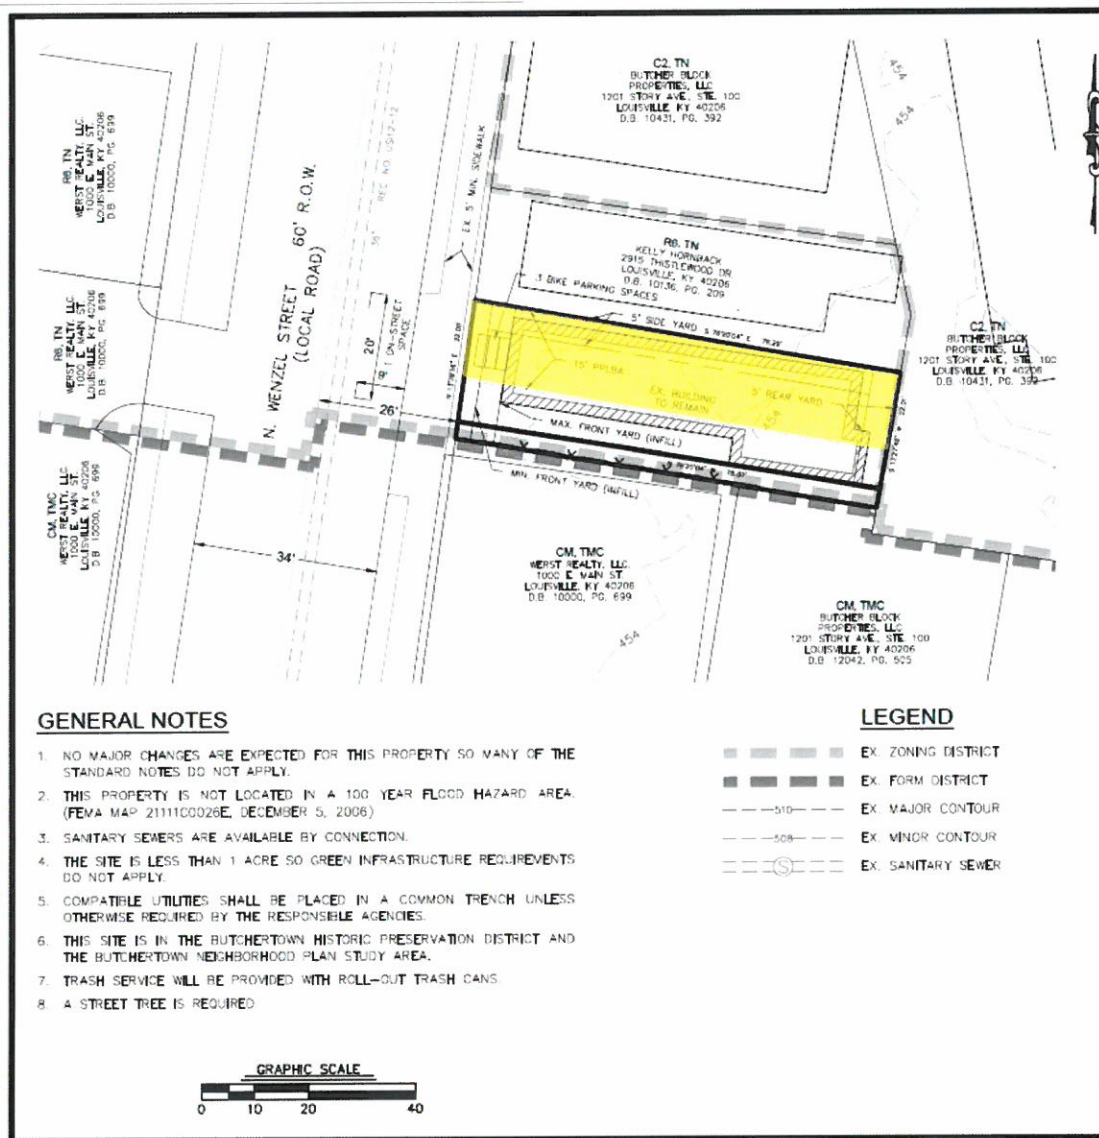 R6, TN
WERST REALTY, LLC.
1000 E. MAIN ST.
LOUISVILLE, KY 40206
D.B. 10000, PG. 699
R6, TN
WERST REALTY, LLC.
1000 E. MAIN ST.
LOUISVILLE, KY 40206
D.B. 10000, PG. 699
CM, TMC
WERST REALTY, LLC.
1000 E. MAIN ST.
LOUISVILLE, KY 40206
D.B. 10000, PG. 699
N. WENZEL STREET 60' R.O.W.
(LOCAL ROAD)
EX. 5' MIN. SIDEWALK
C2, TN
BUTCHER BLOCK
PROPERTIES, LLC
1201 STORY AVE., STE. 100
LOUISVILLE, KY 40206
D.B. 10431, PG. 392
454
454
R6, TN
KELLY HORNBACK
2915 THISTLEWOOD DR
LOUISVILLE, KY 40206
D.B. 10136, PG. 209
3 BIKE PARKING SPACES
C2, TN
BUTCHER BLOCK
PROPERTIES, LLC
1201 STORY AVE., STE. 100
LOUISVILLE, KY 40206
D.B. 10431, PG. 392
5' SIDE YARD
1 ON-STREET
SPACE
20'
9'
26'
34'
15' PPLBA
EX. BUILDING
TO REMAIN
5' REAR YARD
454
MAX. FRONT YARD (INFILL)
MIN. FRONT YARD (INFILL)
CM, TMC
WERST REALTY, LLC.
1000 E. MAIN ST.
LOUISVILLE, KY 40206
D.B. 10000, PG. 699
454
CM, TMC
BUTCHER BLOCK
PROPERTIES, LLC
1201 STORY AVE., STE. 100
LOUISVILLE, KY 40206
D.B. 12042, PG. 505
GENERAL NOTES
1. NO MAJOR CHANGES ARE EXPECTED FOR THIS PROPERTY SO MANY OF THE
STANDARD NOTES DO NOT APPLY.
2. THIS PROPERTY IS NOT LOCATED IN A 100 YEAR FLOOD HAZARD AREA.
(FEMA MAP 21111C0026E, DECEMBER 5, 2006)
3. SANITARY SEWERS ARE AVAILABLE BY CONNECTION.
4. THE SITE IS LESS THAN 1 ACRE SO GREEN INFRASTRUCTURE REQUIREMENTS
DO NOT APPLY.
5. COMPATIBLE UTILITIES SHALL BE PLACED IN A COMMON TRENCH UNLESS
OTHERWISE REQUIRED BY THE RESPONSIBLE AGENCIES.
6. THIS SITE IS IN THE BUTCHERTOWN HISTORIC PRESERVATION DISTRICT AND
THE BUTCHERTOWN NEIGHBORHOOD PLAN STUDY AREA.
7. TRASH SERVICE WILL BE PROVIDED WITH ROLL-OUT TRASH CANS.
8. A STREET TREE IS REQUIRED
LEGEND
EX. ZONING DISTRICT
EX. FORM DISTRICT
510 EX. MAJOR CONTOUR
508 EX. MINOR CONTOUR
S EX. SANITARY SEWER
GRAPHIC SCALE
0 10 20 40